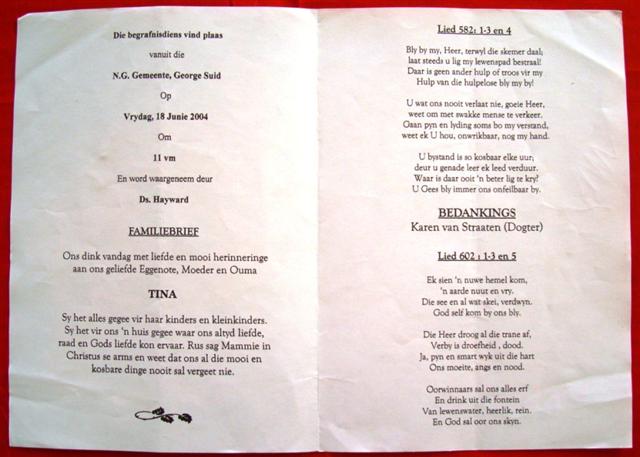 Die begrafnisdiens vind plaas
vanuit die
N.G. Gemeente, George Suid
Op
Vrydag, 18 Junie 2004
Om
11 vm
En word waargeneem deur
Ds. Hayward
FAMILIEBRIEF
Ons dink vandag met liefde en mooi herinneringe
aan ons geliefde Eggenote, Moeder en Ouma
TINA
Sy het alles gegee vir haar kinders en kleinkinders.
Sy het vir ons 'n huis gegee waar ons altyd liefde,
raad en Gods liefde kon ervaar. Rus sag Mammie in
Christus se arms en weet dat ons al die mooi en
kosbare dinge nooit sal vergeet nie.
Lied 582: 1-3 en 4
Bly by my, Heer, terwyl die skemer daal;
laat steeds u lig my lewenspad bestraal!
Daar is geen ander hulp of troos vir my
Hulp van die hulpelose bly my by!
U wat ons nooit verlaat nie, goeie Heer,
weet om met swakke mense te verkeer.
Gaan pyn en lyding soms bo my verstand,
weet ek U hou, onwrikbaar, nog my hand.
U bystand is so kosbaar elke uur;
deur u genade leer ek leed verduur.
Waar is daar ooit 'n beter lig te kry?
U Gees bly immer ons onfeilbaar by.
BEDANKINGS
Karen van Straaten (Dogter)
Lied 602 : 1-3 en 5
Ek sien 'n nuwe hemel kom,
'n aarde nuut en vry.
Die see en al wat skei, verdwyn.
God self kom by ons bly.
Die Heer droog al die trane af,
Verby is droefheid , dood.
Ja, pyn en smart wyk uit die hart
Ons moeite, angs en nood.
Oorwinnaars sal ons alles erf
En drink uit die fontein
Van lewenswater, heerlik, rein.
En God sal oor ons skyn.